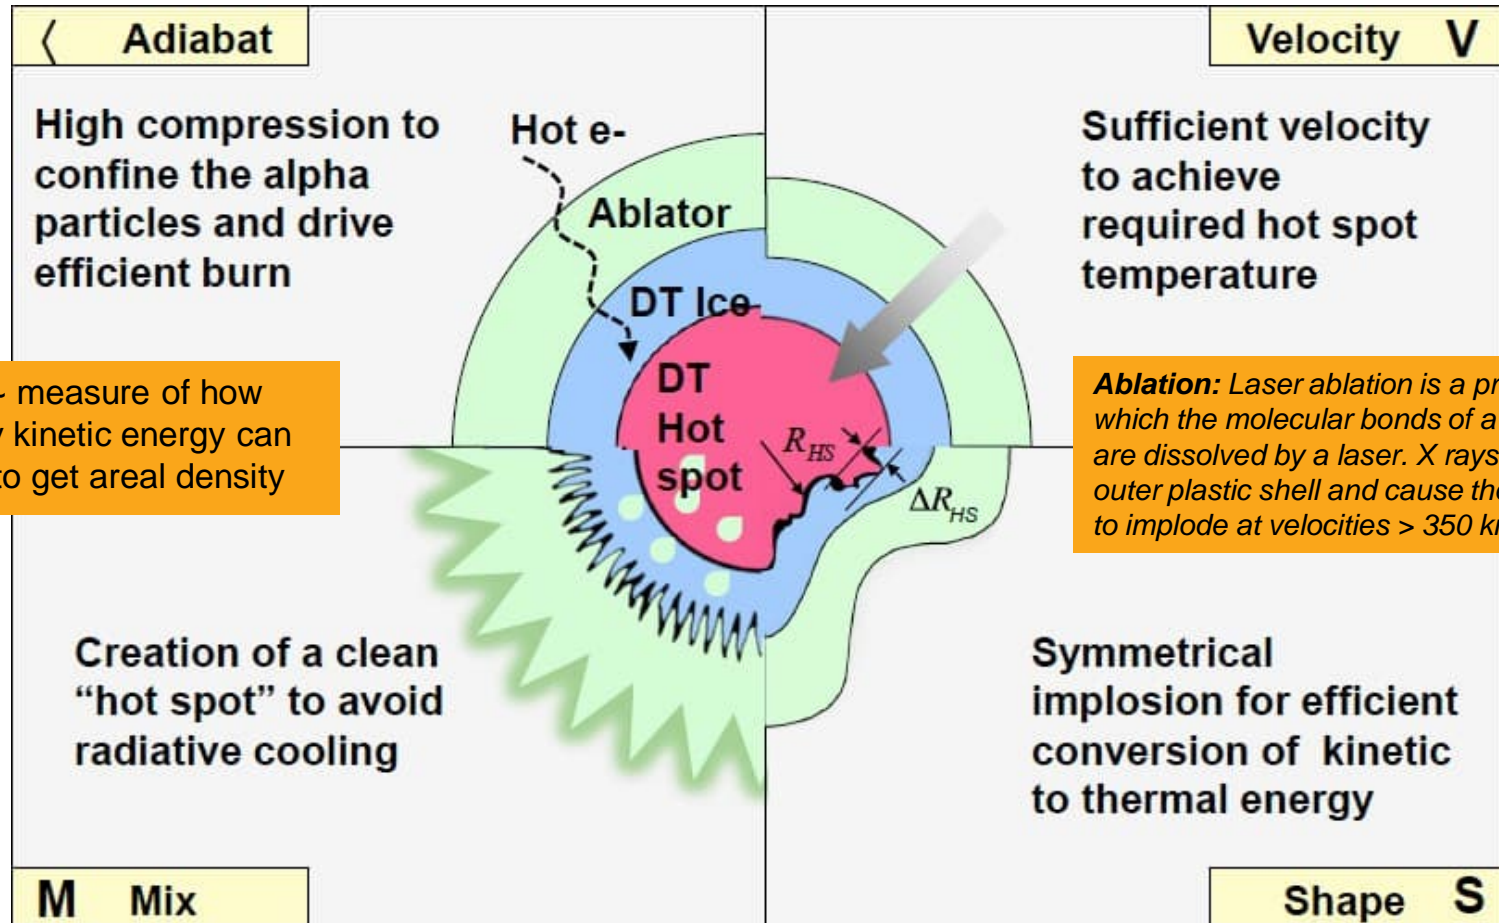 ⟨ Adiabat
High compression to
confine the alpha
particles and drive
efficient burn
Velocity V
Sufficient velocity
to achieve
required hot spot
temperature
Hot e-
Ablator
DT Ice
DT
Hot
spot
R_HS
ΔR_HS
measure of how
kinetic energy can
to get areal density
Ablation: Laser ablation is a pr
which the molecular bonds of a
are dissolved by a laser. X rays
outer plastic shell and cause the
to implode at velocities > 350 k
Creation of a clean
“hot spot” to avoid
radiative cooling
M Mix
Symmetrical
implosion for efficient
conversion of kinetic
to thermal energy
Shape S